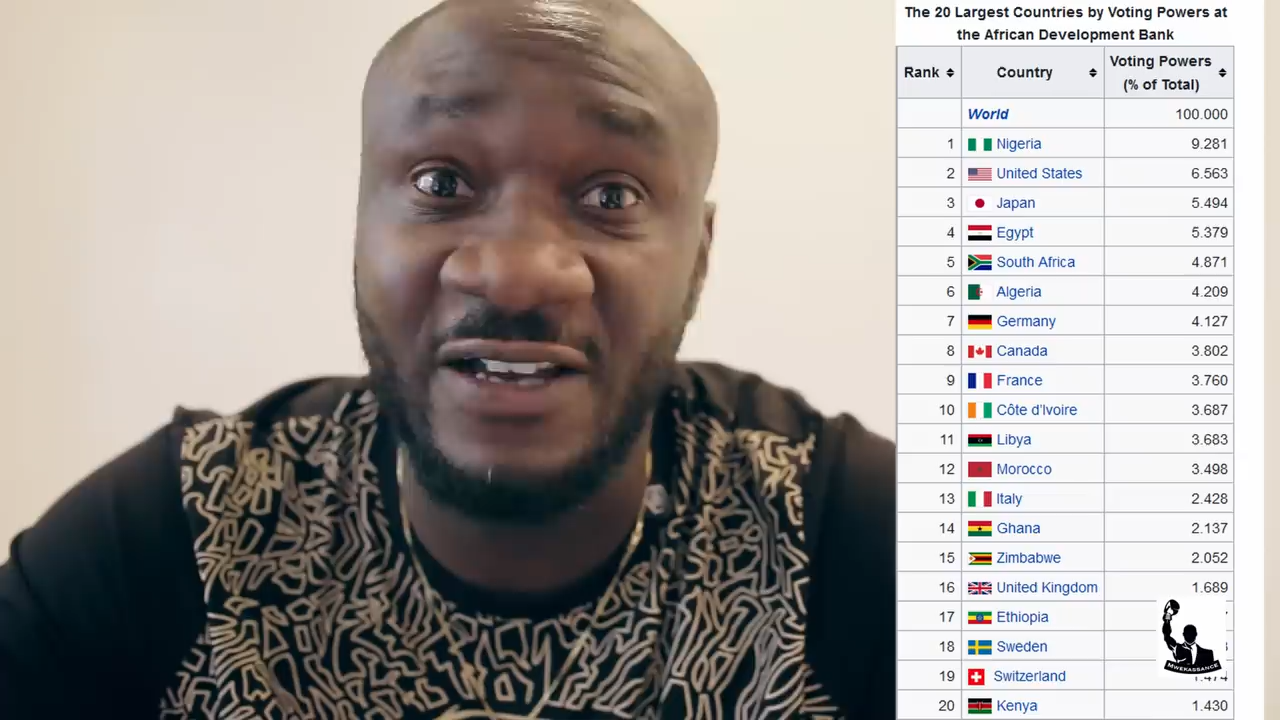 The 20 Largest Countries by Voting Powers at
the African Development Bank
Rank Country Voting Powers
(% of Total)
World 100.000
1 Nigeria 9.281
2 United States 6.563
3 Japan 5.494
4 Egypt 5.379
5 South Africa 4.871
6 Algeria 4.209
7 Germany 4.127
8 Canada 3.802
9 France 3.760
10 Côte d'Ivoire 3.687
11 Libya 3.683
12 Morocco 3.498
13 Italy 2.428
14 Ghana 2.137
15 Zimbabwe 2.052
16 United Kingdom 1.689
17 Ethiopia
18 Sweden
19 Switzerland
20 Kenya 1.430
MWEKASSANCE